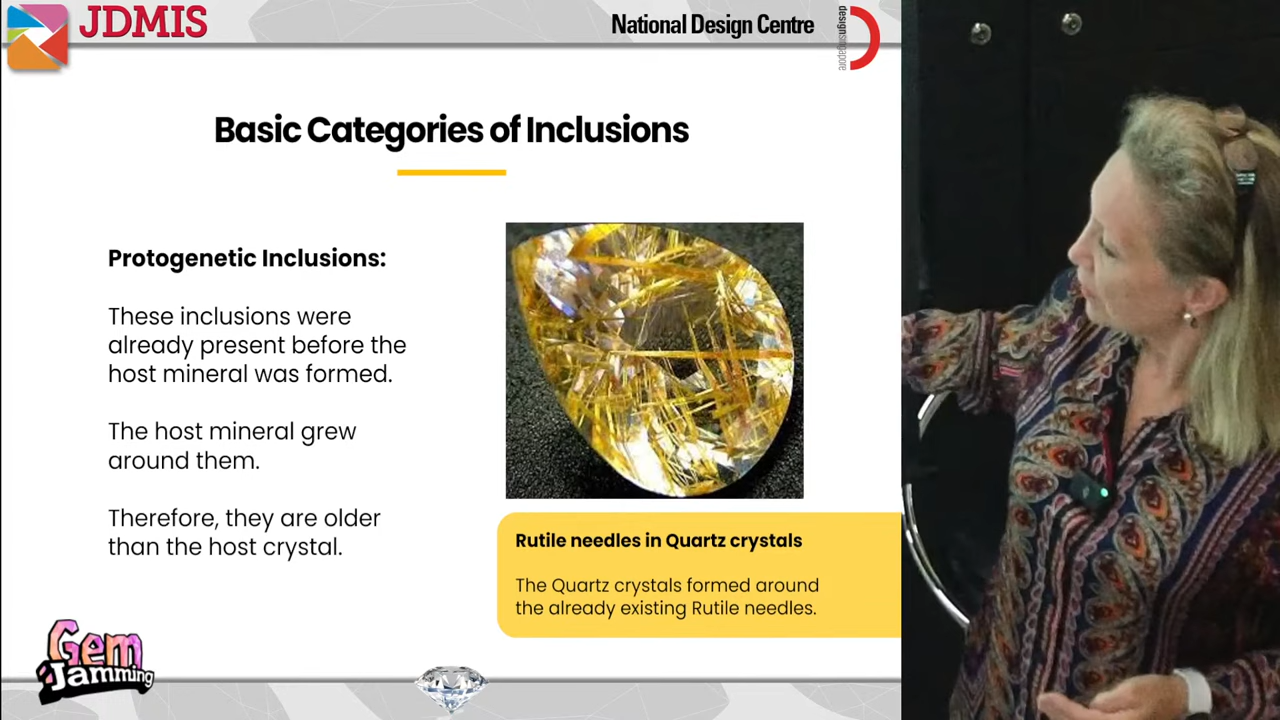 JDMIS
National Design Centre
designsingapore
Basic Categories of Inclusions
Protogenetic Inclusions:
These inclusions were
already present before the
host mineral was formed.
The host mineral grew
around them.
Therefore, they are older
than the host crystal.
Rutile needles in Quartz crystals
The Quartz crystals formed around
the already existing Rutile needles.
Gem
Jamming